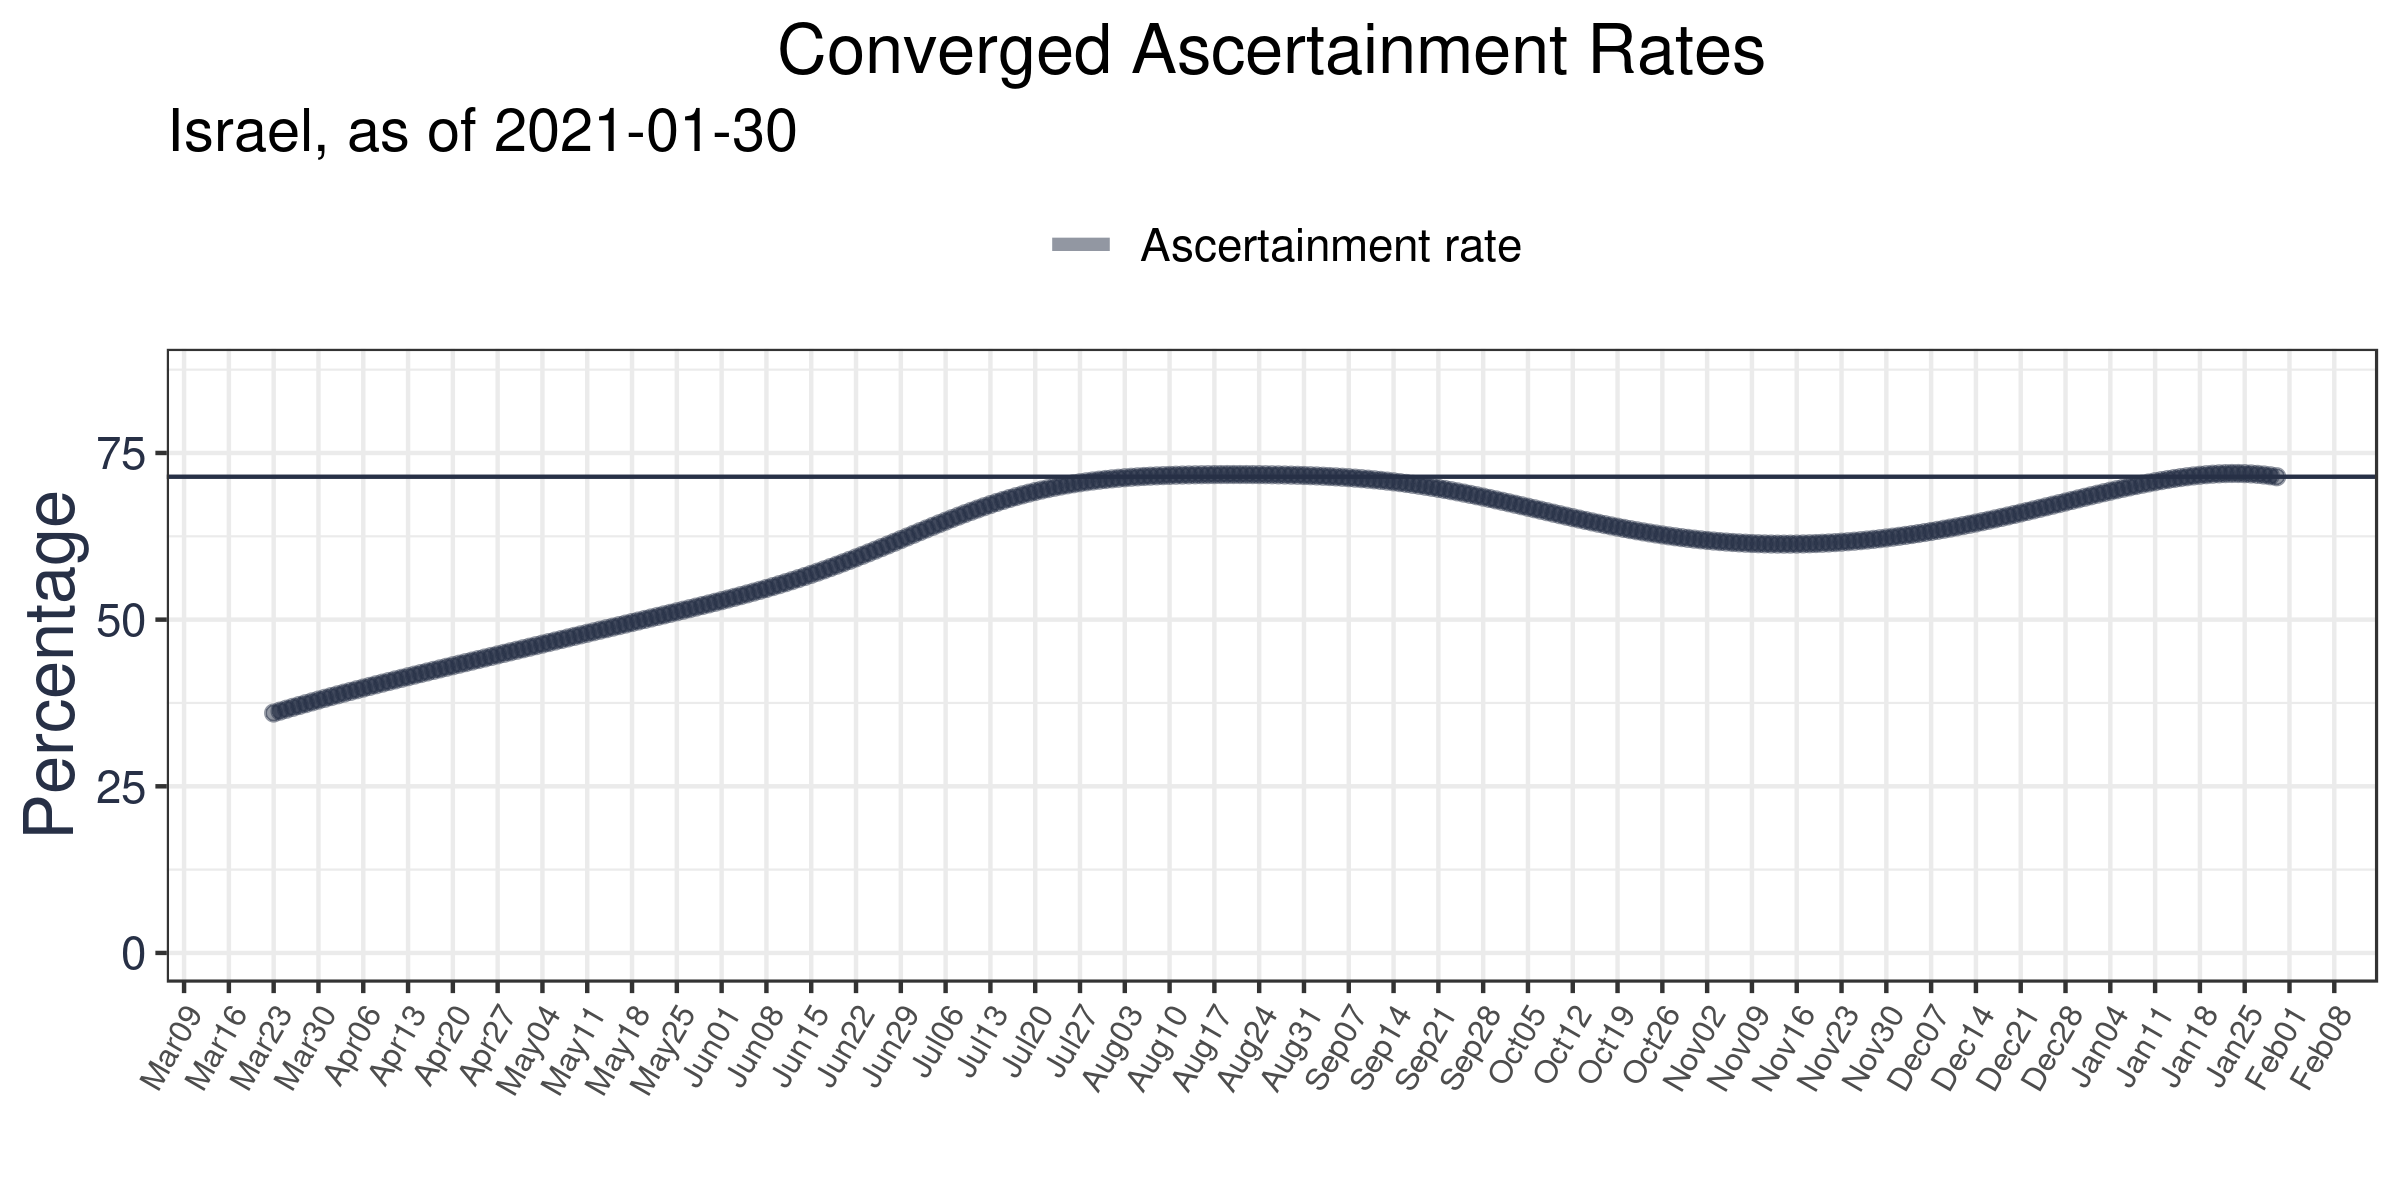 Converged Ascertainment Rates
Israel, as of 2021-01-30
Ascertainment rate
Percentage
75
50
25
0
Mar09
Mar16
Mar23
Mar30
Apr06
Apr13
Apr20
Apr27
May04
May11
May18
May25
Jun01
Jun08
Jun15
Jun22
Jun29
Jul06
Jul13
Jul20
Jul27
Aug03
Aug10
Aug17
Aug24
Aug31
Sep07
Sep14
Sep21
Sep28
Oct05
Oct12
Oct19
Oct26
Nov02
Nov09
Nov16
Nov23
Nov30
Dec07
Dec14
Dec21
Dec28
Jan04
Jan11
Jan18
Jan25
Feb01
Feb08